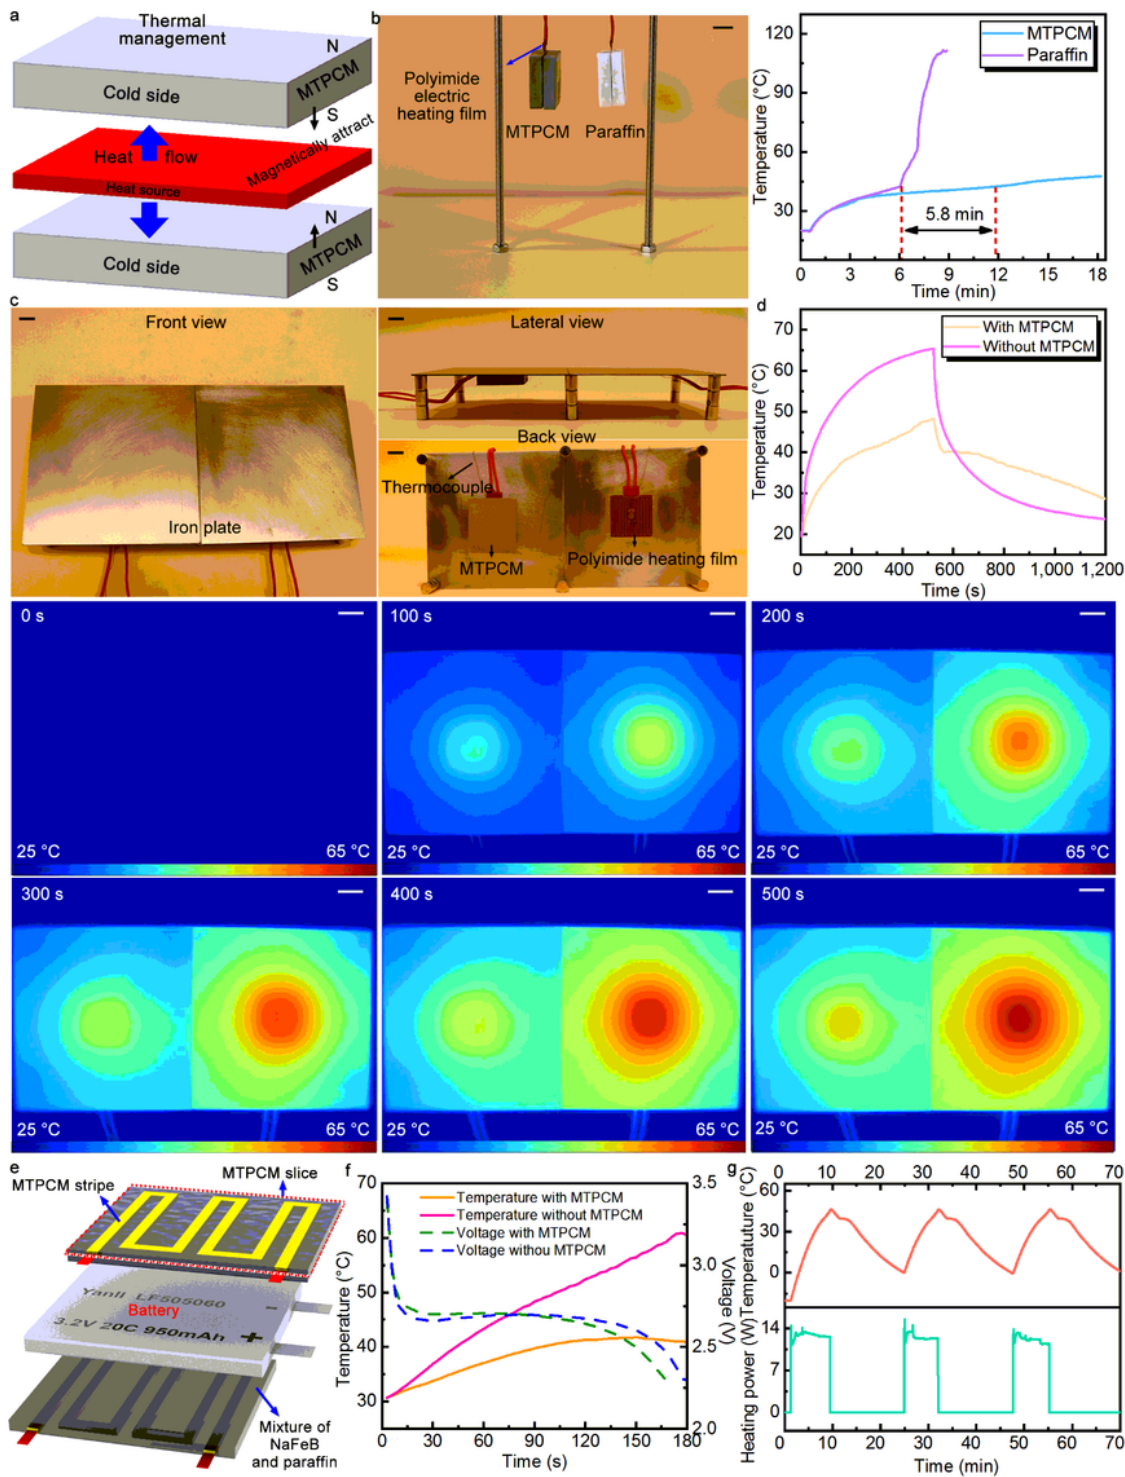 a
Thermal
management
N
MTPCM
Cold side
S
Magnetically attract
Heat flow
Heat source
N
MTPCM
Cold side
S
b
Polyimide
electric
heating film
MTPCM
Paraffin
MTPCM
Paraffin
Temperature (°C)
120
90
60
30
5.8 min
0 3 6 9 12 15 18
Time (min)
c
Front view
Iron plate
Lateral view
Back view
Thermocouple
MTPCM
Polyimide heating film
d
With MTPCM
Without MTPCM
Temperature (°C)
70
60
50
40
30
20
0 200 400 600 800 1,000 1,200
Time (s)
0 s
25 °C 65 °C
100 s
25 °C 65 °C
200 s
25 °C 65 °C
300 s
25 °C 65 °C
400 s
25 °C 65 °C
500 s
25 °C 65 °C
e
MTPCM slice
MTPCM stripe
Yanli LF505060
Battery
3.2V 20C 950mAh
- +
Mixture of
NaFeB
and paraffin
f
Temperature with MTPCM
Temperature without MTPCM
Voltage with MTPCM
Voltage withou MTPCM
Temperature (°C)
70
60
50
40
30
3.5
3.0
2.5
2.0
Voltage (V)
0 30 60 90 120 150 180
Time (s)
g
0 10 20 30 40 50 60 70
Temperatuture (°C)
60
30
0
Heating power (W)
14
7
0
0 10 20 30 40 50 60 70
Time (min)